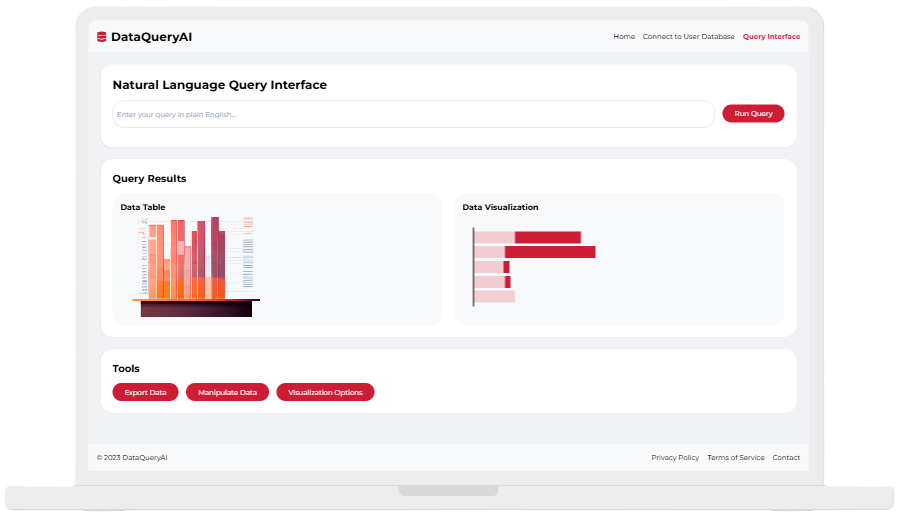 DataQueryAI
Home Connect to User Database Query Interface
Natural Language Query Interface
Enter your query in plain English...
Run Query
Query Results
Data Table
Data Visualization
Tools
Export Data Manipulate Data Visualization Options
© 2023 DataQueryAI
Privacy Policy Terms of Service Contact